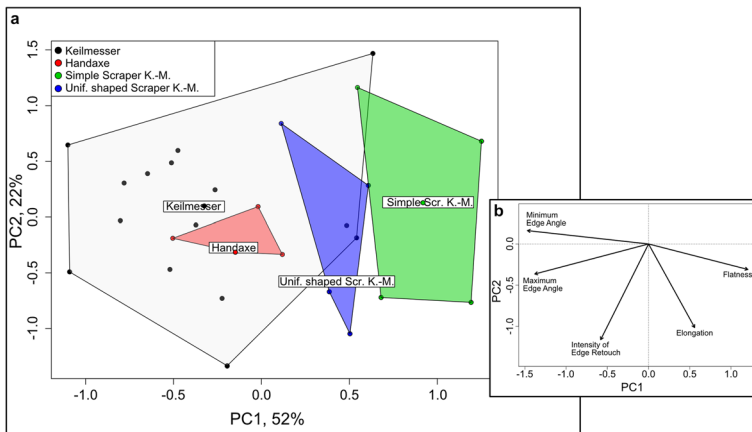 a
Keilmesser
Handaxe
Simple Scraper K.-M.
Unif. shaped Scraper K.-M.
1.5
1.0
0.5
0.0
-0.5
-1.0
PC2, 22%
Keilmesser
Handaxe
Simple Scr. K.-M.
Unif. shaped Scr. K.-M.
-1.0
-0.5
0.0
0.5
1.0
PC1, 52%
b
Minimum
Edge Angle
Maximum
Edge Angle
Flatness
Elongation
Intensity of
Edge Retouch
0.0
-0.5
-1.0
PC2
-1.5
-1.0
-0.5
0.0
0.5
1.0
PC1